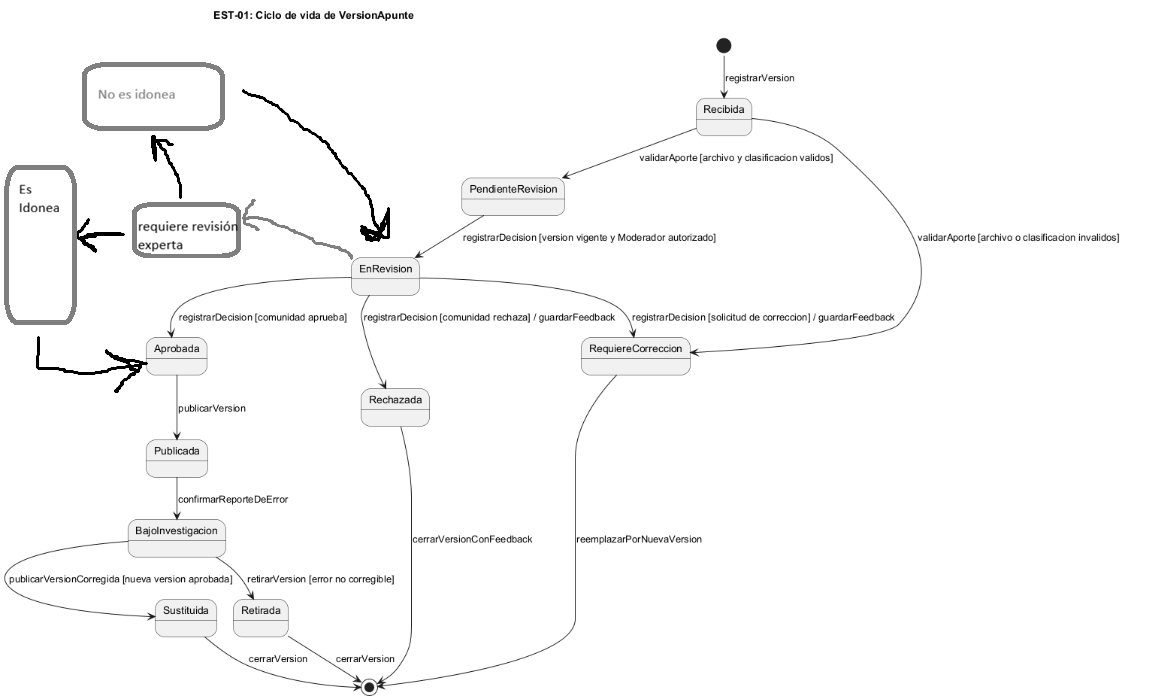 EST-01: Ciclo de vida de VersionApunte
registrarVersion
No es idonea
Recibida
validarAporte [archivo y clasificacion validos]
Es
Idonea
PendienteRevision
requiere revisión
experta
registrarDecision [version vigente y Moderador autorizado]
validarAporte [archivo o clasificacion invalidos]
EnRevision
registrarDecision [comunidad aprueba]
registrarDecision [comunidad rechaza] / guardarFeedback
registrarDecision [solicitud de correccion] / guardarFeedback
Aprobada
RequiereCorreccion
Rechazada
publicarVersion
Publicada
confirmarReporteDeError
BajoInvestigacion
cerrarVersionConFeedback
reemplazarPorNuevaVersion
publicarVersionCorregida [nueva version aprobada]
retirarVersion [error no corregible]
Sustituida
Retirada
cerrarVersion
cerrarVersion